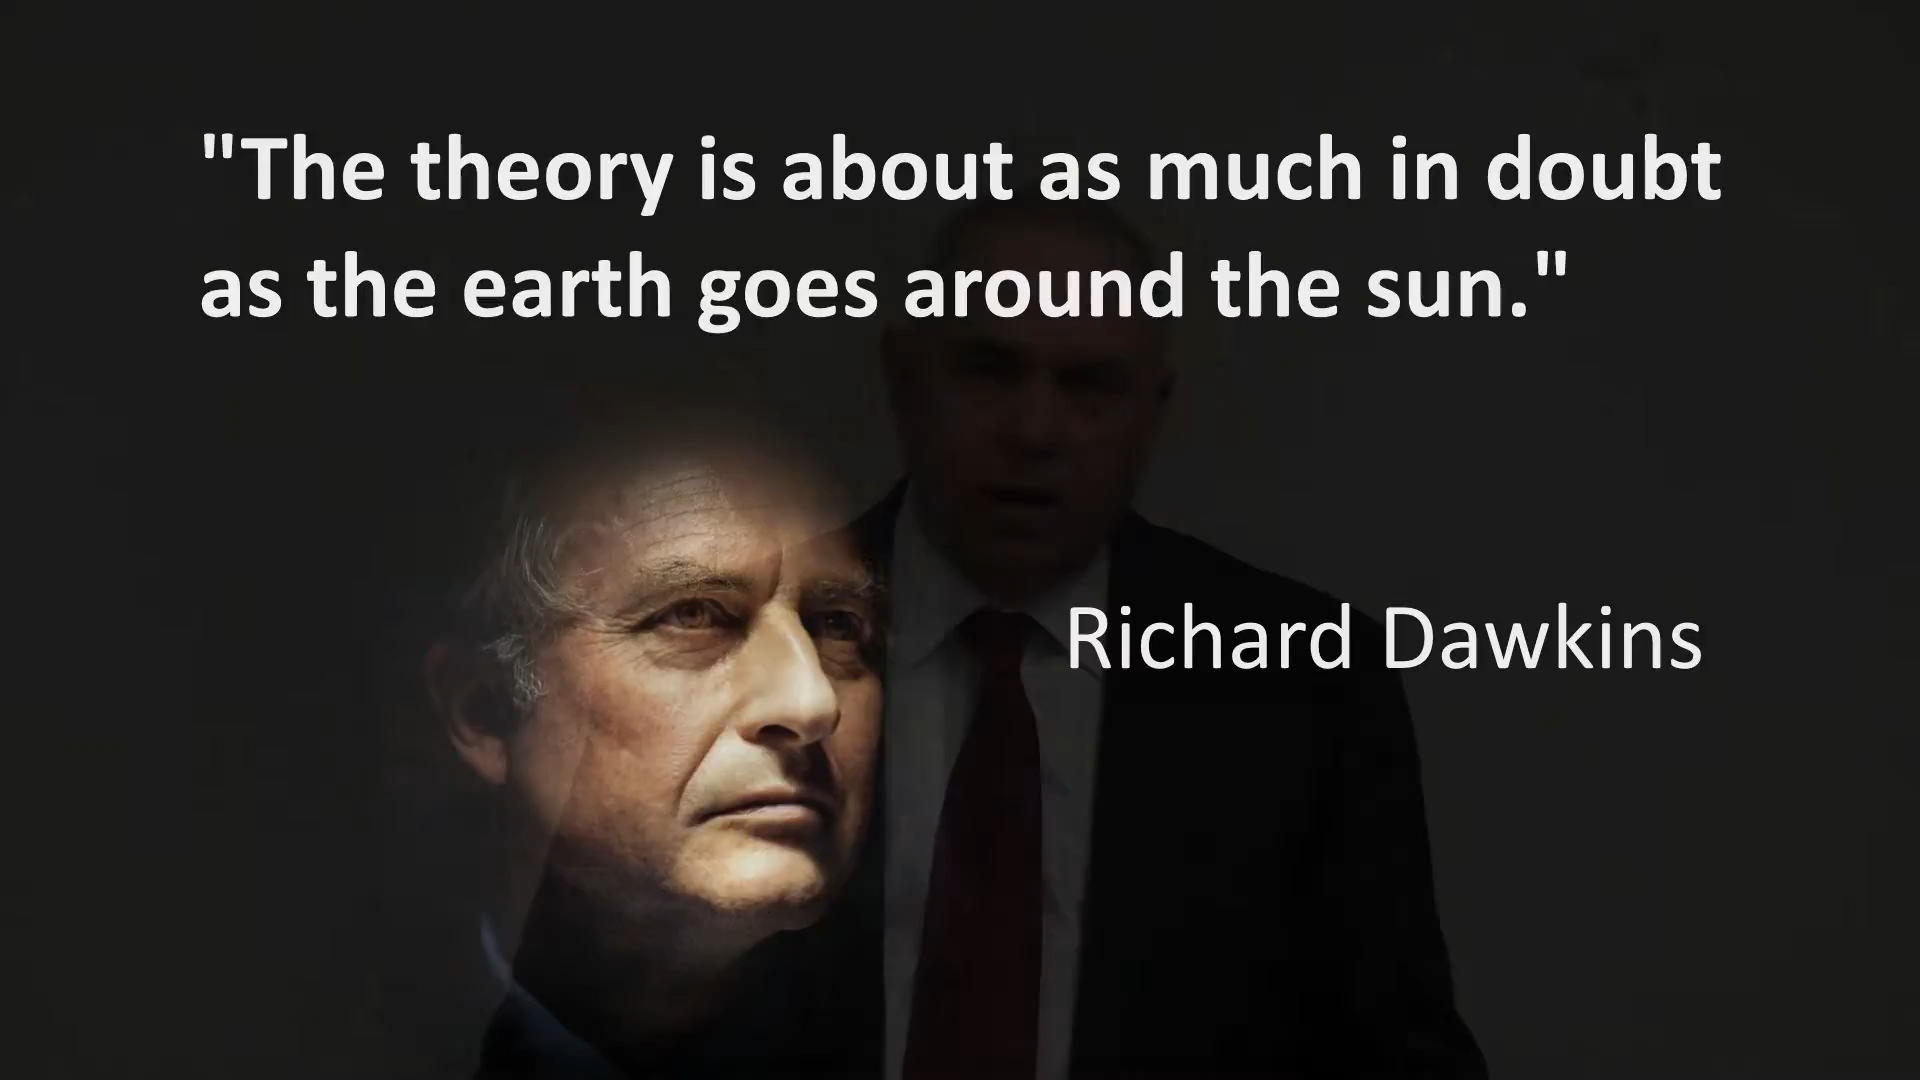 "The theory is about as much in doubt
as the earth goes around the sun."
Richard Dawkins